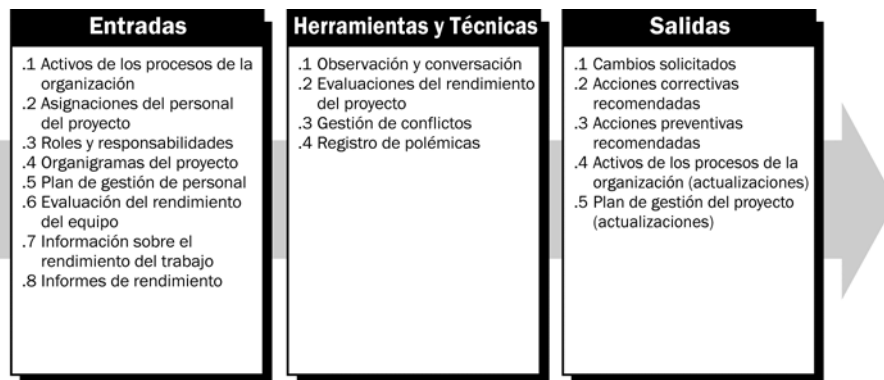 Entradas
.1 Activos de los procesos de la
organización
.2 Asignaciones del personal
del proyecto
.3 Roles y responsabilidades
.4 Organigramas del proyecto
.5 Plan de gestión de personal
.6 Evaluación del rendimiento
del equipo
.7 Información sobre el
rendimiento del trabajo
.8 Informes de rendimiento
Herramientas y Técnicas
.1 Observación y conversación
.2 Evaluaciones del rendimiento
del proyecto
.3 Gestión de conflictos
.4 Registro de polémicas
Salidas
.1 Cambios solicitados
.2 Acciones correctivas
recomendadas
.3 Acciones preventivas
recomendadas
.4 Activos de los procesos de la
organización (actualizaciones)
.5 Plan de gestión del proyecto
(actualizaciones)